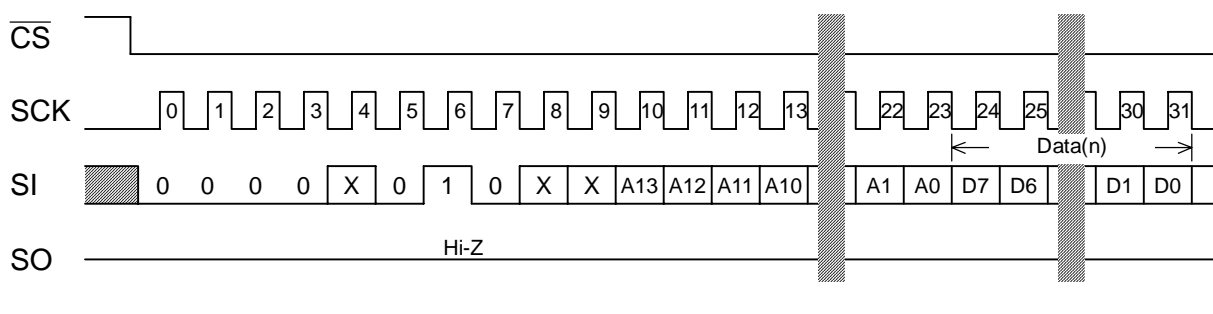 CS
SCK 0 1 2 3 4 5 6 7 8 9 10 11 12 13 22 23 24 25 30 31
Data(n)
SI 0 0 0 0 X 0 1 0 X X A13 A12 A11 A10 A1 A0 D7 D6 D1 D0
Hi-Z
SO